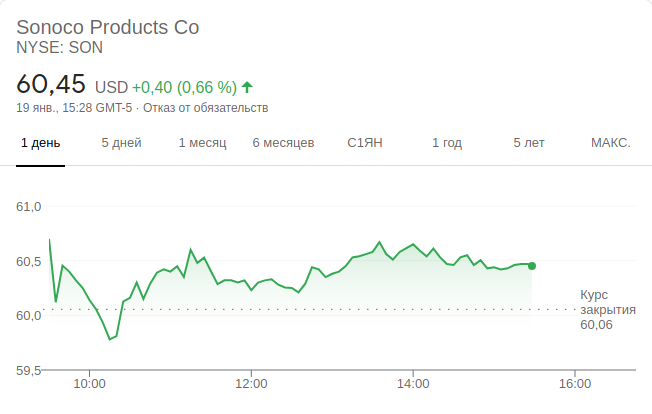 Sonoco Products Co
NYSE: SON
60,45 USD +0,40 (0,66 %)
19 янв., 15:28 GMT-5 · Отказ от обязательств
1 день 5 дней 1 месяц 6 месяцев С1ЯН 1 год 5 лет МАКС.
61,0
60,5
60,0
59,5
Курс
закрытия
60,06
10:00 12:00 14:00 16:00